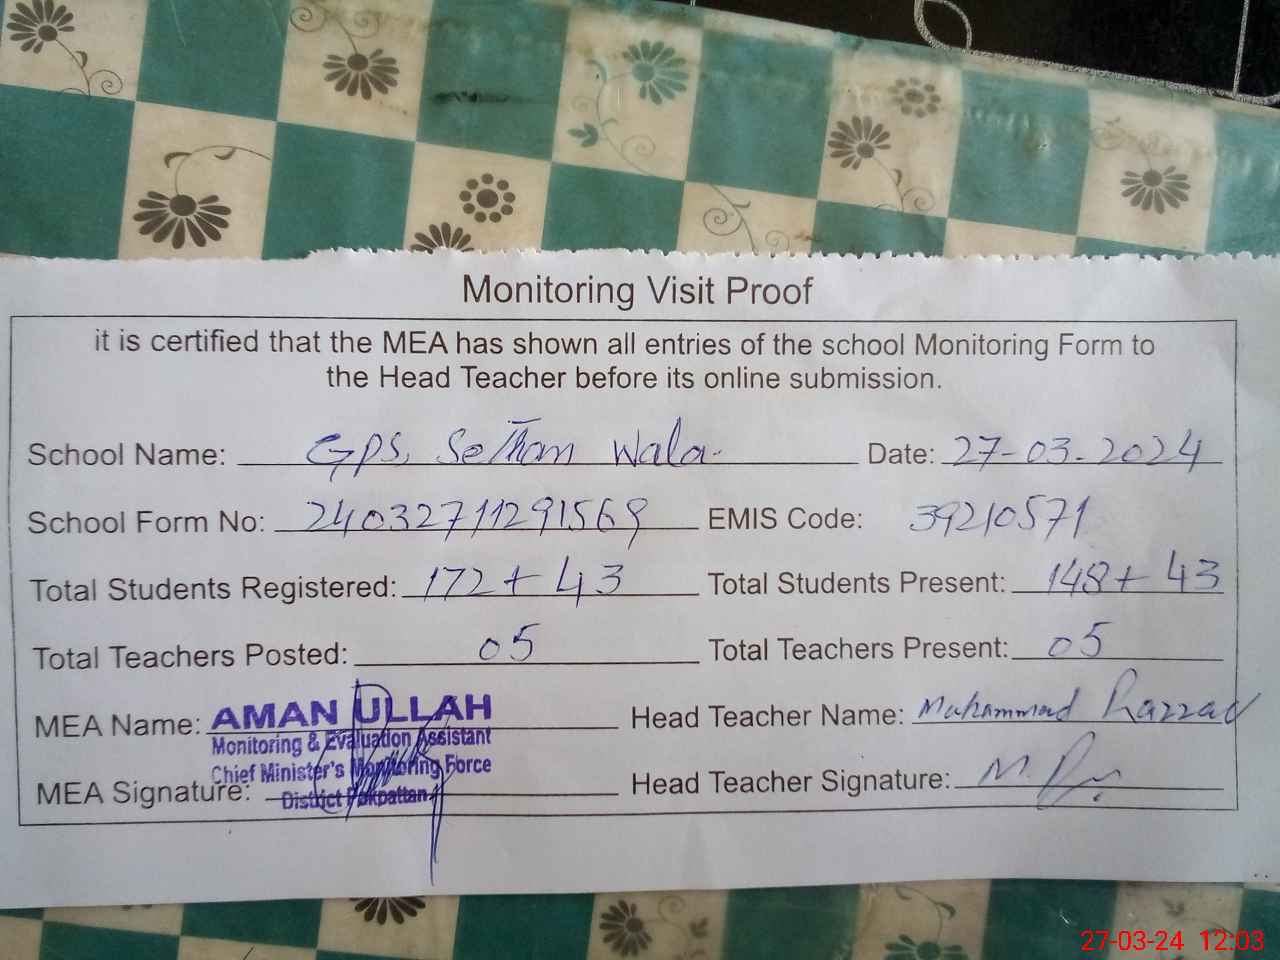 Monitoring Visit Proof
it is certified that the MEA has shown all entries of the school Monitoring Form to
the Head Teacher before its online submission.
School Name: GPS, Setham Wala. Date: 27-03-2024
School Form No: 24032711291569 EMIS Code: 39210571
Total Students Registered: 172 + 43 Total Students Present: 148 + 43
Total Teachers Posted: 05 Total Teachers Present: 05
MEA Name: AMAN ULLAH Head Teacher Name: Muhammad Razzaq
Monitoring & Evaluation Assistant
Chief Minister's Monitoring Force
MEA Signature: District Pakpattan Head Teacher Signature: M.
27-03-24 12:03